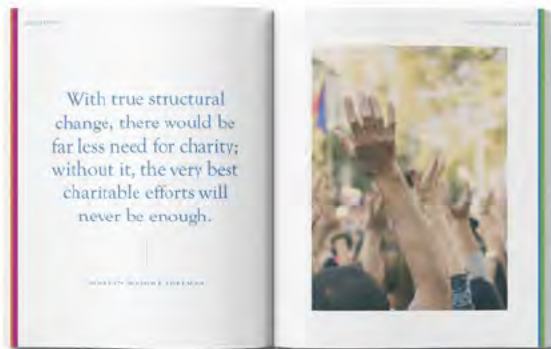 With true structural
change, there would be
far less need for charity;
without it, the very best
charitable efforts will
never be enough.